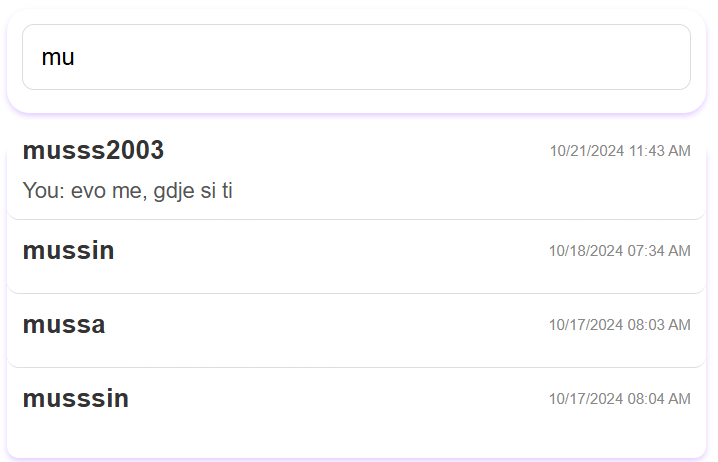 mu
musss2003
10/21/2024 11:43 AM
You: evo me, gdje si ti
mussin
10/18/2024 07:34 AM
mussa
10/17/2024 08:03 AM
musssin
10/17/2024 08:04 AM